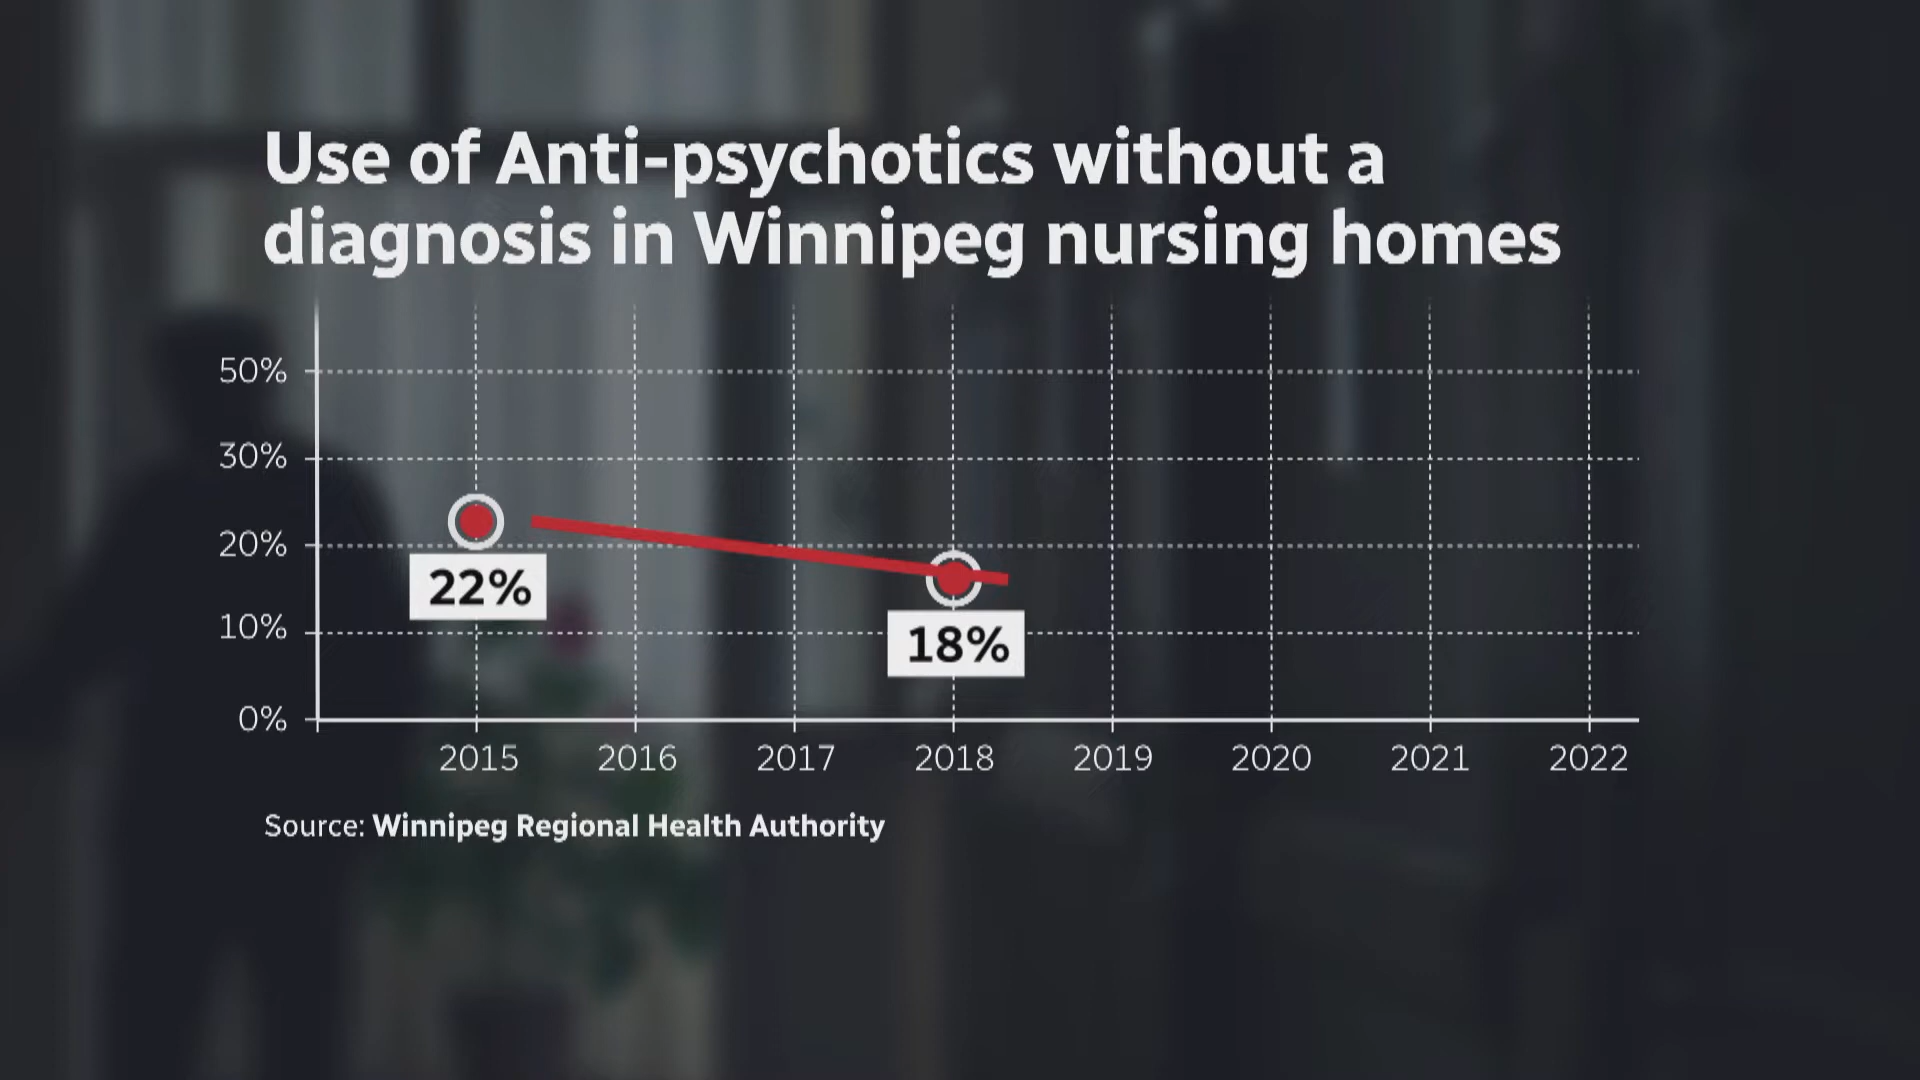 Use of Anti-psychotics without a
diagnosis in Winnipeg nursing homes
50%
30%
20%
10%
0%
22%
18%
2015 2016 2017 2018 2019 2020 2021 2022
Source: Winnipeg Regional Health Authority